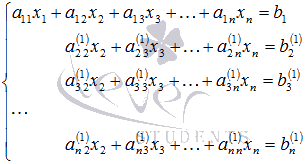 a₁₁x₁ + a₁₂x₂ + a₁₃x₃ + … + a₁ₙxₙ = b₁
a₂₂⁽¹⁾x₂ + a₂₃⁽¹⁾x₃ + … + a₂ₙ⁽¹⁾xₙ = b₂⁽¹⁾
a₃₂⁽¹⁾x₂ + a₃₃⁽¹⁾x₃ + … + a₃ₙ⁽¹⁾xₙ = b₃⁽¹⁾
…
aₙ₂⁽¹⁾x₂ + aₙ₃⁽¹⁾x₃ + … + aₙₙ⁽¹⁾xₙ = bₙ⁽¹⁾
STUDENTS